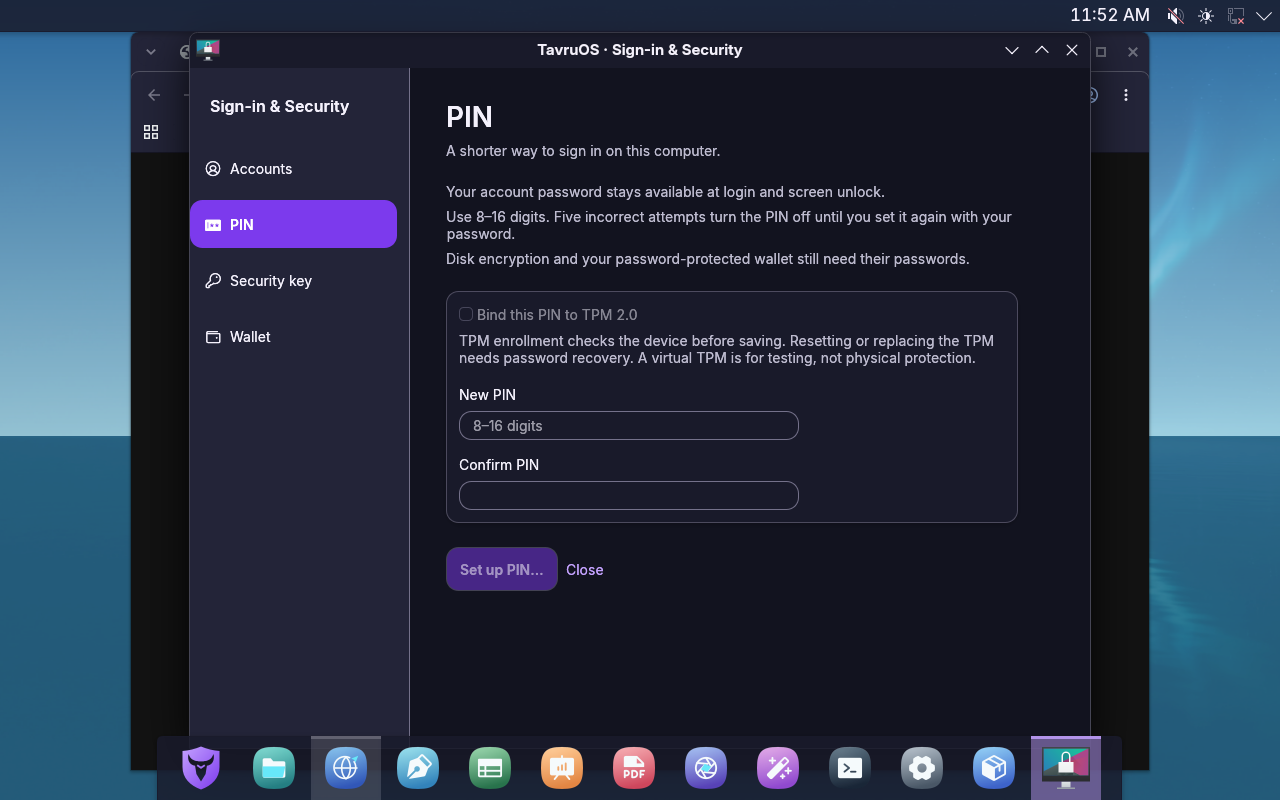 11:52 AM
TavruOS · Sign-in & Security
Sign-in & Security
Accounts
PIN
Security key
Wallet
PIN
A shorter way to sign in on this computer.
Your account password stays available at login and screen unlock.
Use 8–16 digits. Five incorrect attempts turn the PIN off until you set it again with your
password.
Disk encryption and your password-protected wallet still need their passwords.
Bind this PIN to TPM 2.0
TPM enrollment checks the device before saving. Resetting or replacing the TPM
needs password recovery. A virtual TPM is for testing, not physical protection.
New PIN
8–16 digits
Confirm PIN
Set up PIN...
Close
PDF